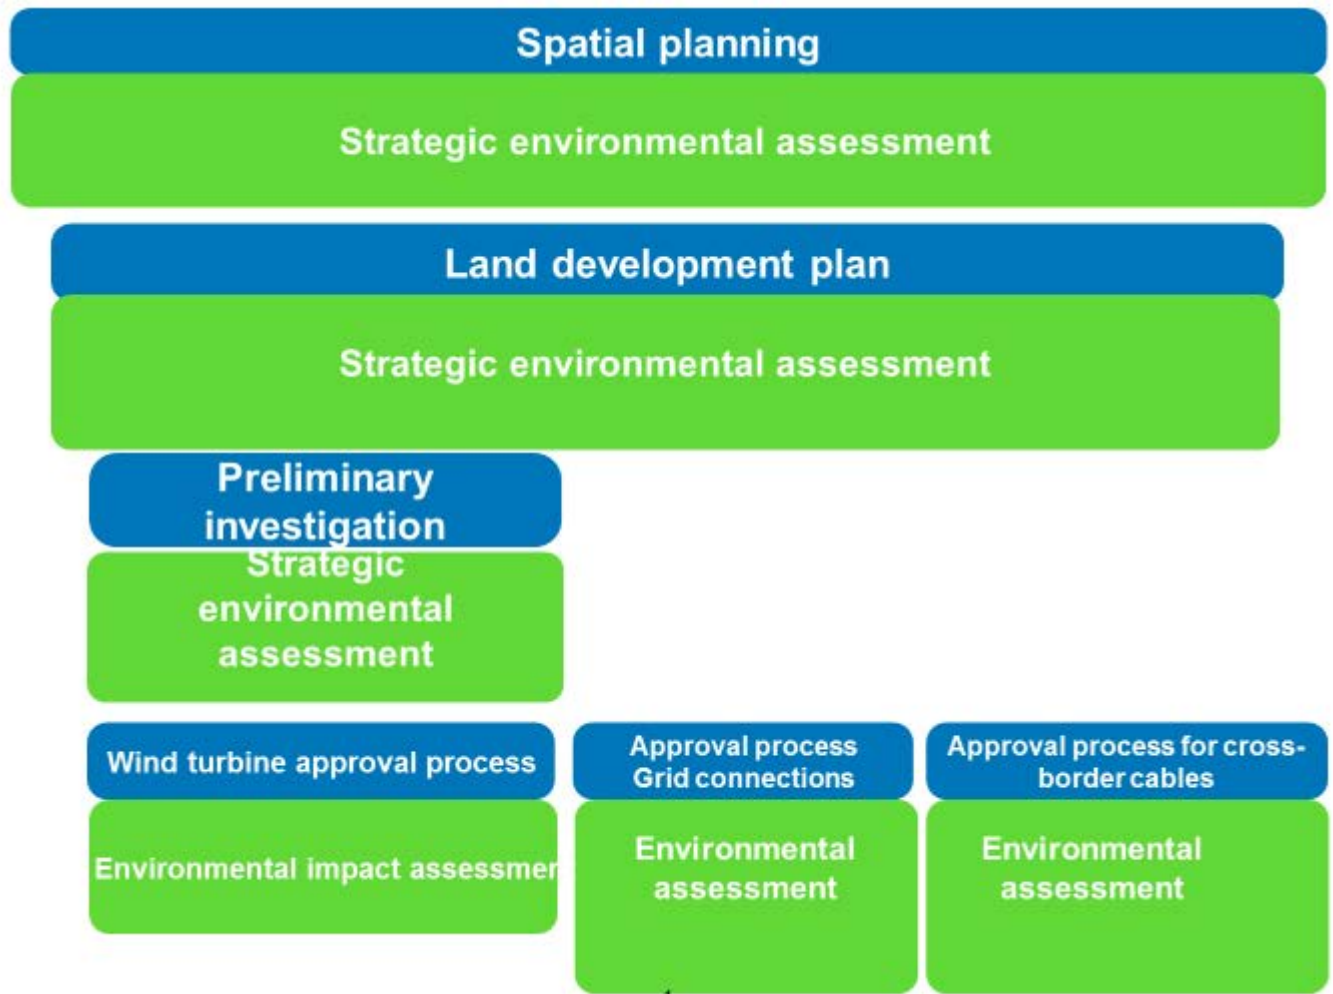 Spatial planning
Strategic environmental assessment
Land development plan
Strategic environmental assessment
Preliminary
investigation
Strategic
environmental
assessment
Wind turbine approval process
Approval process
Grid connections
Approval process for cross-
border cables
Environmental impact assessmen
Environmental
assessment
Environmental
assessment